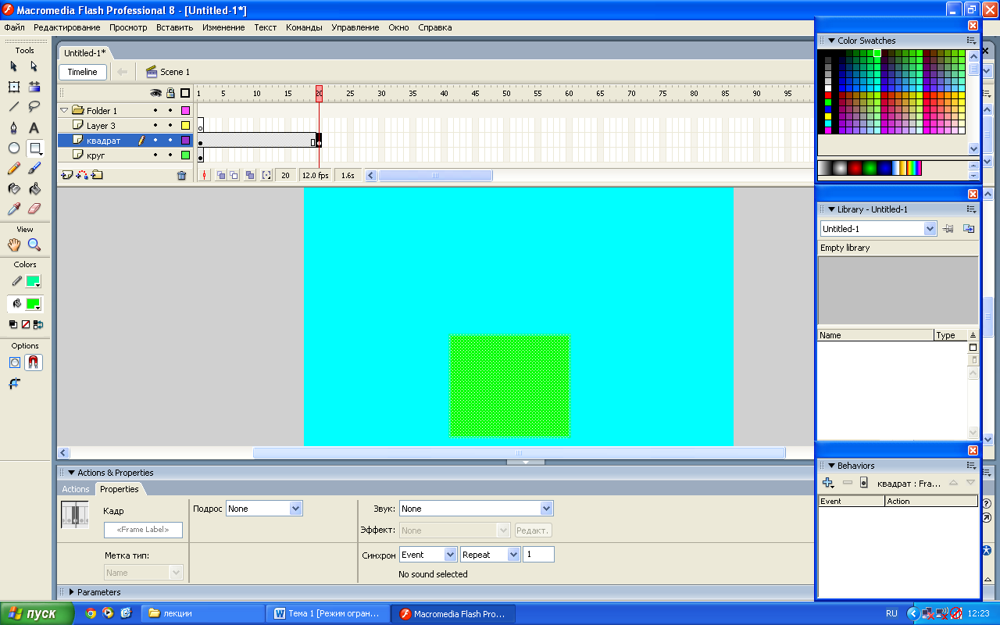 Macromedia Flash Professional 8 - [Untitled-1*]
Файл Редактирование Просмотр Вставить Изменение Текст Команды Управление Окно Справка
Tools
View
Colors
Options
Untitled-1*
Timeline
Scene 1
1 5 10 15 20 25 30 35 40 45 50 55 60 65 70 75 80 85 90 95
Folder 1
Layer 3
квадрат
круг
20 12.0 fps 1.6s
Actions & Properties
Actions Properties
Кадр
<Frame Label>
Метка тип:
Name
Подрос None
Звук: None
Эффект: None Редакт.
Синхрон Event Repeat 1
No sound selected
Parameters
Color Swatches
Library - Untitled-1
Untitled-1
Empty library
Name Type
Behaviors
квадрат : Fra...
Event Action
пуск
лекции
Тема 1 [Режим огран...
Macromedia Flash Pro...
RU
12:23